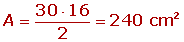 A = 30 · 16 / 2 = 240 cm²